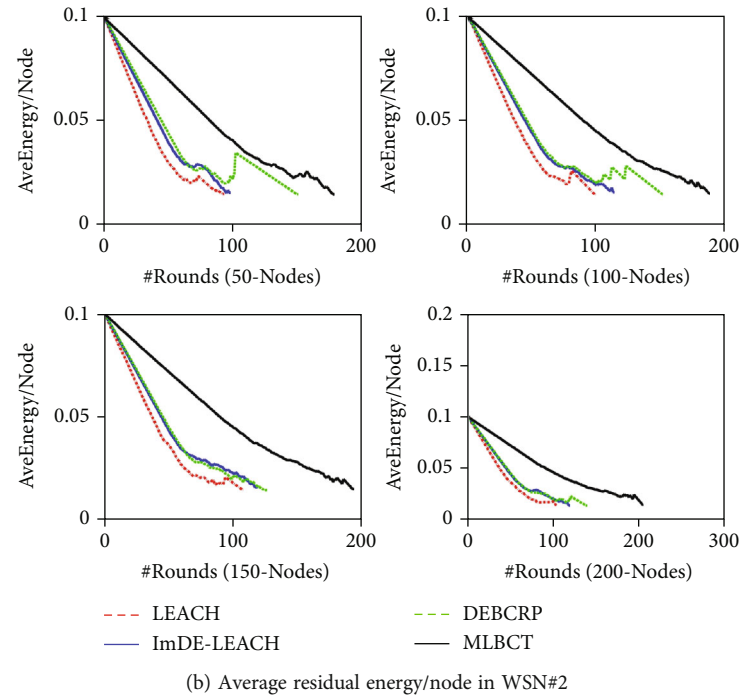 0.1
0.05
0
AveEnergy/Node
0 100 200
#Rounds (50-Nodes)
0.1
0.05
0
AveEnergy/Node
0 100 200
#Rounds (100-Nodes)
0.1
0.05
0
AveEnergy/Node
0 100 200
#Rounds (150-Nodes)
0.2
0.15
0.1
0.05
0
AveEnergy/Node
0 100 200 300
#Rounds (200-Nodes)
LEACH
ImDE-LEACH
DEBCRP
MLBCT
(b) Average residual energy/node in WSN#2